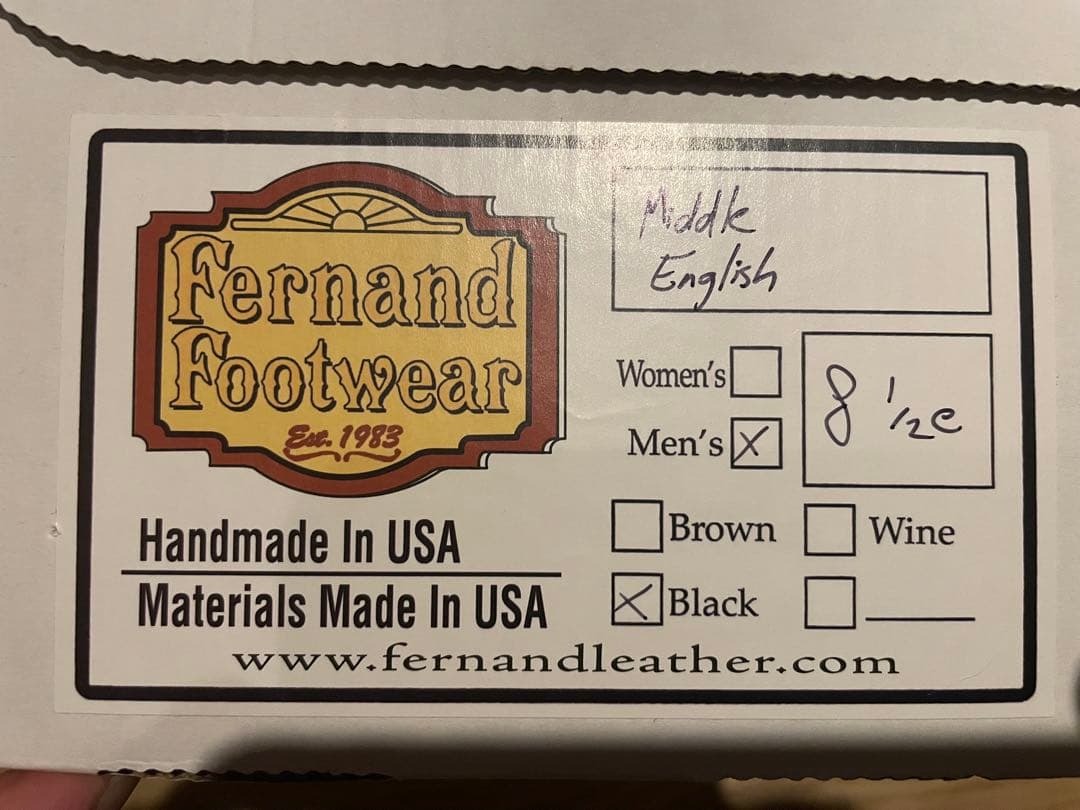 Fernand
Footwear
Est. 1983
Handmade In USA
Materials Made In USA
www.fernandleather.com
Middle
English
Women's
Men's X
8 1/2e
Brown
Wine
X Black